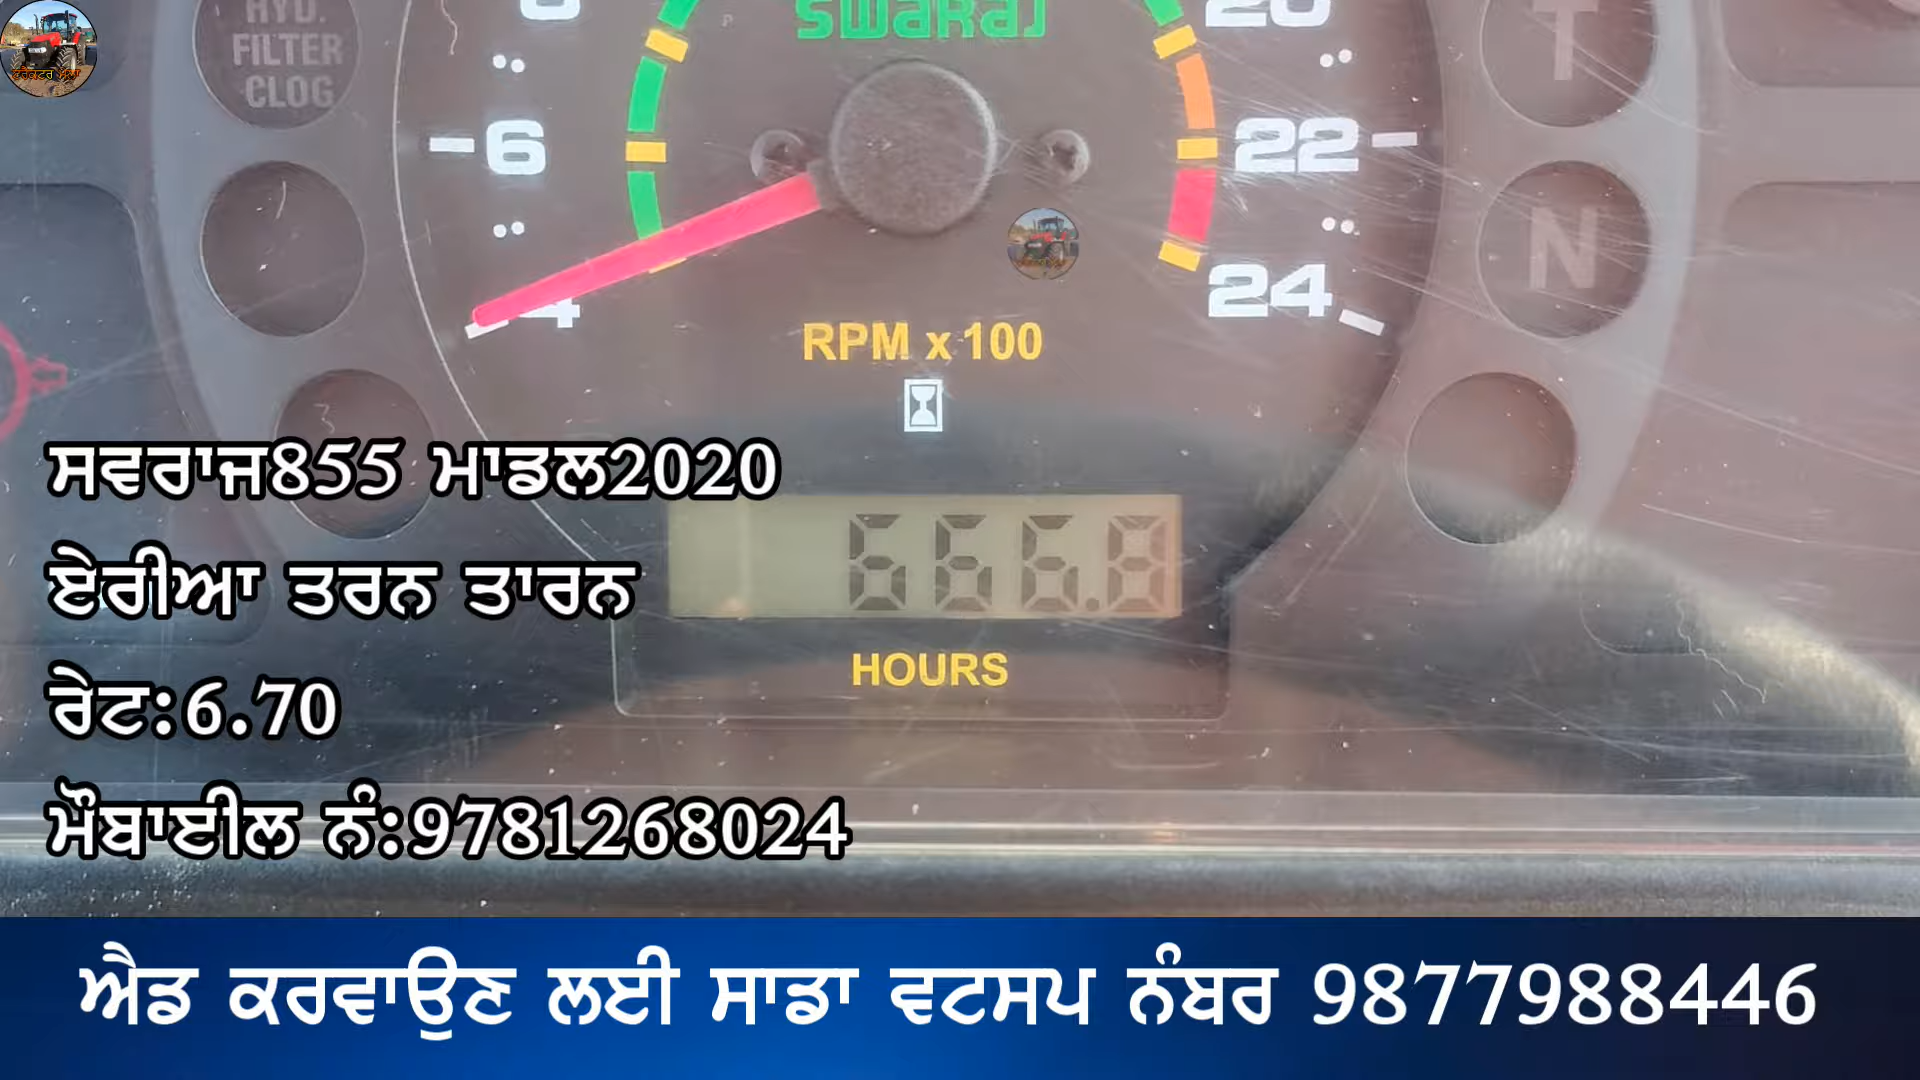 HYD.
FILTER
CLOG
swaraj
20
T
6
22
N
4
24
RPM x 100
ਸਵਰਾਜ855 ਮਾਡਲ2020
666.8
ਏਰੀਆ ਤਰਨ ਤਾਰਨ
HOURS
ਰੇਟ:6.70
ਮੌਬਾਈਲ ਨੰ:9781268024
ਐਡ ਕਰਵਾਉਣ ਲਈ ਸਾਡਾ ਵਟਸਪ ਨੰਬਰ 9877988446